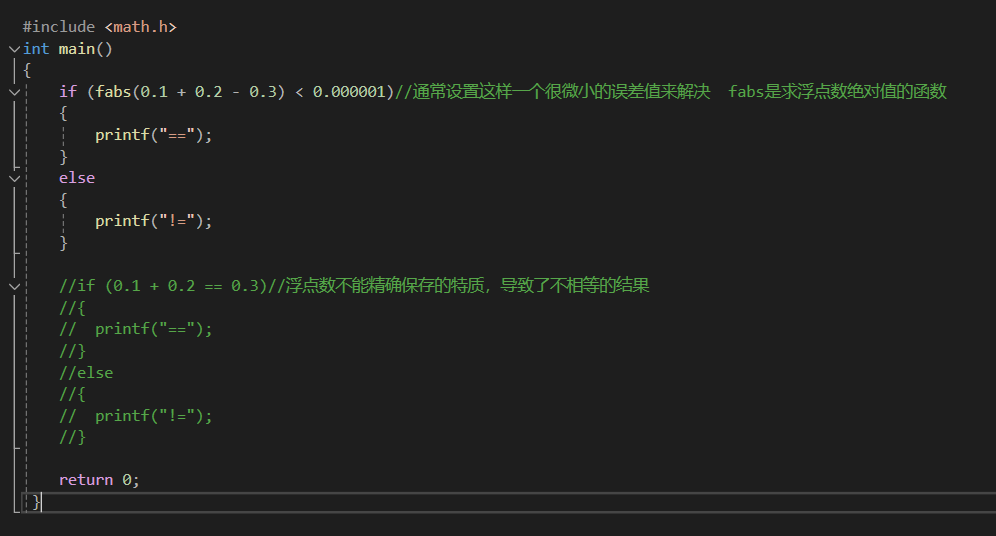 #include <math.h>
int main()
{
if (fabs(0.1 + 0.2 - 0.3) < 0.000001)//通常设置这样一个很微小的误差值来解决  fabs是求浮点数绝对值的函数
{
printf("==");
}
else
{
printf("!=");
}
//if (0.1 + 0.2 == 0.3)//浮点数不能精确保存的特质，导致了不相等的结果
//{
//  printf("==");
//}
//else
//{
//  printf("!=");
//}
return 0;
}